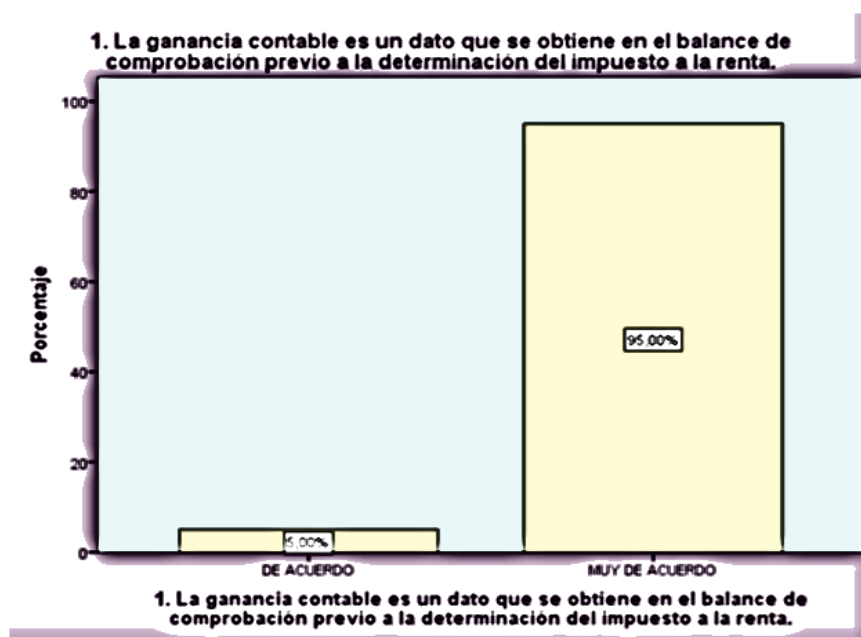 1. La ganancia contable es un dato que se obtiene en el balance de
comprobación previo a la determinación del impuesto a la renta.
Porcentaje
100
80
60
40
20
0
95,00%
5,00%
DE ACUERDO
MUY DE ACUERDO
1. La ganancia contable es un dato que se obtiene en el balance de
comprobación previo a la determinación del impuesto a la renta.